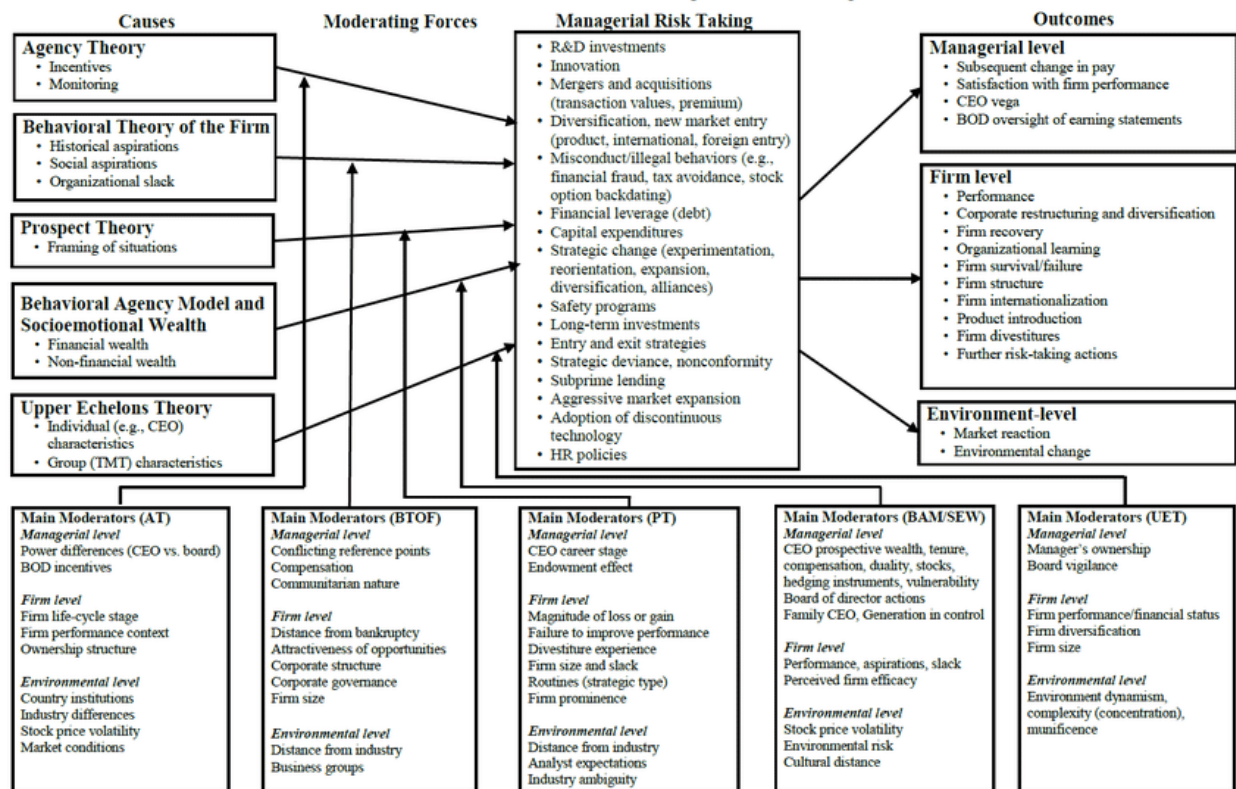 Causes
Moderating Forces
Managerial Risk Taking
Outcomes
Agency Theory
• Incentives
• Monitoring
Behavioral Theory of the Firm
• Historical aspirations
• Social aspirations
• Organizational slack
Prospect Theory
• Framing of situations
Behavioral Agency Model and
Socioemotional Wealth
• Financial wealth
• Non-financial wealth
Upper Echelons Theory
• Individual (e.g., CEO)
characteristics
• Group (TMT) characteristics
• R&D investments
• Innovation
• Mergers and acquisitions
(transaction values, premium)
• Diversification, new market entry
(product, international, foreign entry)
• Misconduct/illegal behaviors (e.g.,
financial fraud, tax avoidance, stock
option backdating)
• Financial leverage (debt)
• Capital expenditures
• Strategic change (experimentation,
reorientation, expansion,
diversification, alliances)
• Safety programs
• Long-term investments
• Entry and exit strategies
• Strategic deviance, nonconformity
• Subprime lending
• Aggressive market expansion
• Adoption of discontinuous
technology
• HR policies
Managerial level
• Subsequent change in pay
• Satisfaction with firm performance
• CEO vega
• BOD oversight of earning statements
Firm level
• Performance
• Corporate restructuring and diversification
• Firm recovery
• Organizational learning
• Firm survival/failure
• Firm structure
• Firm internationalization
• Product introduction
• Firm divestitures
• Further risk-taking actions
Environment-level
• Market reaction
• Environmental change
Main Moderators (AT)
Managerial level
Power differences (CEO vs. board)
BOD incentives
Firm level
Firm life-cycle stage
Firm performance context
Ownership structure
Environmental level
Country institutions
Industry differences
Stock price volatility
Market conditions
Main Moderators (BTOF)
Managerial level
Conflicting reference points
Compensation
Communitarian nature
Firm level
Distance from bankruptcy
Attractiveness of opportunities
Corporate structure
Corporate governance
Firm size
Environmental level
Distance from industry
Business groups
Main Moderators (PT)
Managerial level
CEO career stage
Endowment effect
Firm level
Magnitude of loss or gain
Failure to improve performance
Divestiture experience
Firm size and slack
Routines (strategic type)
Firm prominence
Environmental level
Distance from industry
Analyst expectations
Industry ambiguity
Main Moderators (BAM/SEW)
Managerial level
CEO prospective wealth, tenure,
compensation, duality, stocks,
hedging instruments, vulnerability
Board of director actions
Family CEO, Generation in control
Firm level
Performance, aspirations, slack
Perceived firm efficacy
Environmental level
Stock price volatility
Environmental risk
Cultural distance
Main Moderators (UET)
Managerial level
Manager's ownership
Board vigilance
Firm level
Firm performance/financial status
Firm diversification
Firm size
Environmental level
Environment dynamism,
complexity (concentration),
munificence